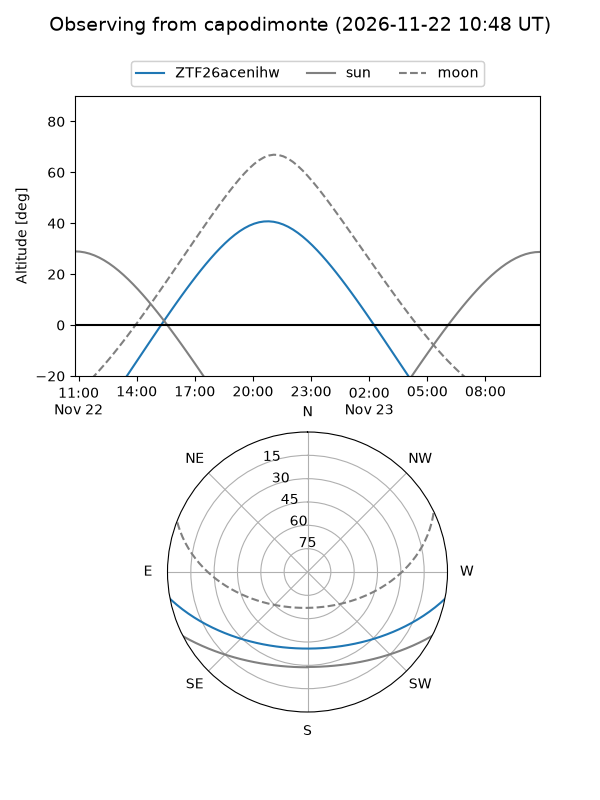 Observing from capodimonte (2026-11-22 10:48 UT)
ZTF26acenihw sun moon
80
60
40
20
0
−20
Altitude [deg]
11:00 14:00 17:00 20:00 23:00 02:00 05:00 08:00
Nov 22 Nov 23
N
NE NW
15
30
45
60
75
E W
SE SW
S